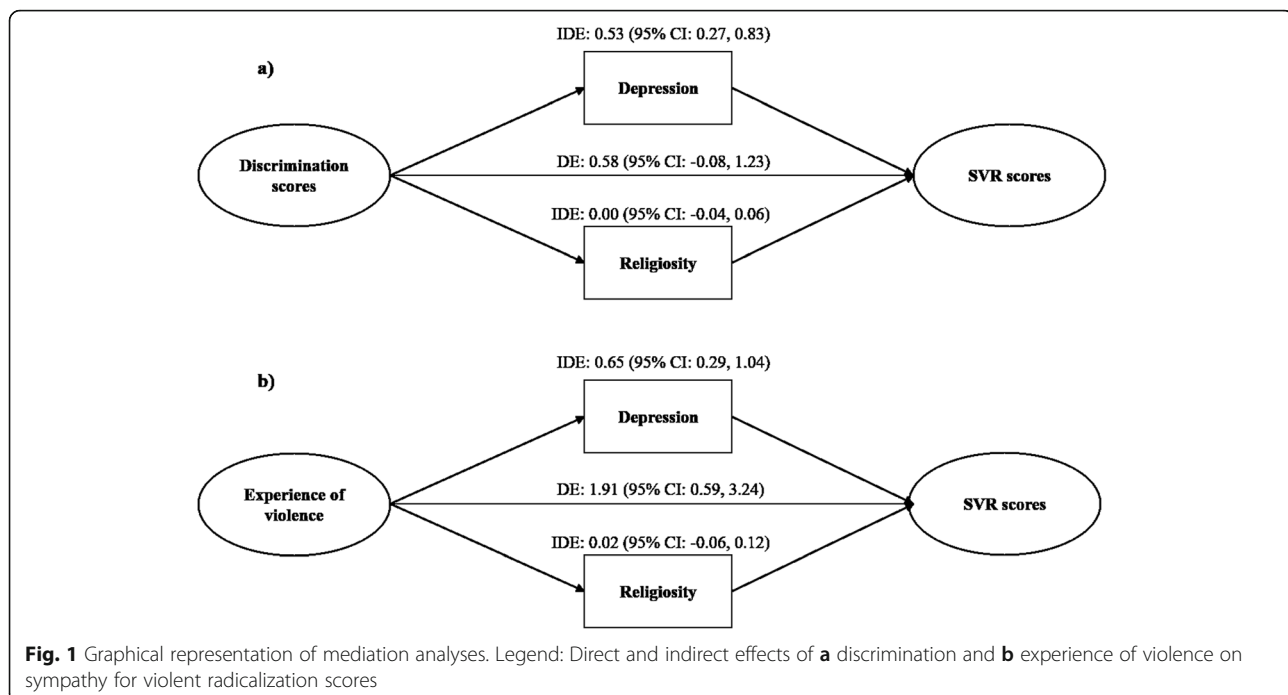 IDE: 0.53 (95% CI: 0.27, 0.83)
a)
Depression
DE: 0.58 (95% CI: -0.08, 1.23)
Discrimination
scores
SVR scores
IDE: 0.00 (95% CI: -0.04, 0.06)
Religiosity
IDE: 0.65 (95% CI: 0.29, 1.04)
b)
Depression
DE: 1.91 (95% CI: 0.59, 3.24)
Experience of
violence
SVR scores
IDE: 0.02 (95% CI: -0.06, 0.12)
Religiosity
Fig. 1 Graphical representation of mediation analyses. Legend: Direct and indirect effects of a discrimination and b experience of violence on
sympathy for violent radicalization scores